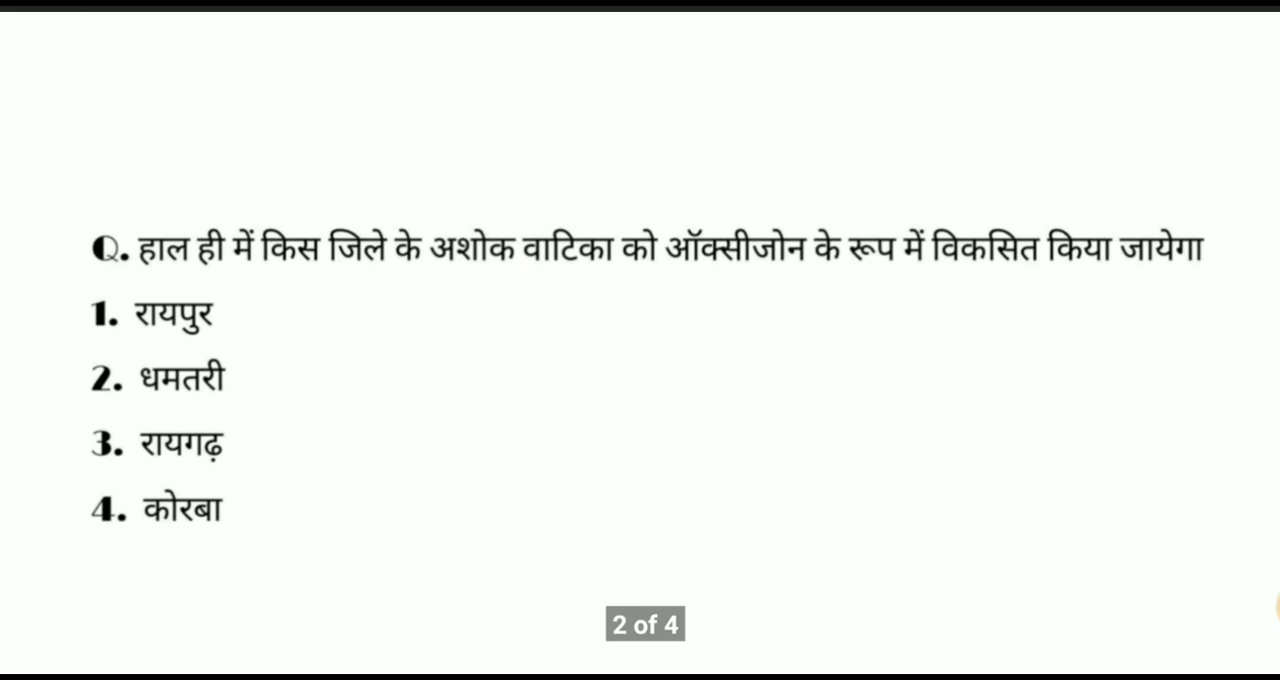 Q. हाल ही में किस जिले के अशोक वाटिका को ऑक्सीजोन के रूप में विकसित किया जायेगा
1. रायपुर
2. धमतरी
3. रायगढ़
4. कोरबा
2 of 4